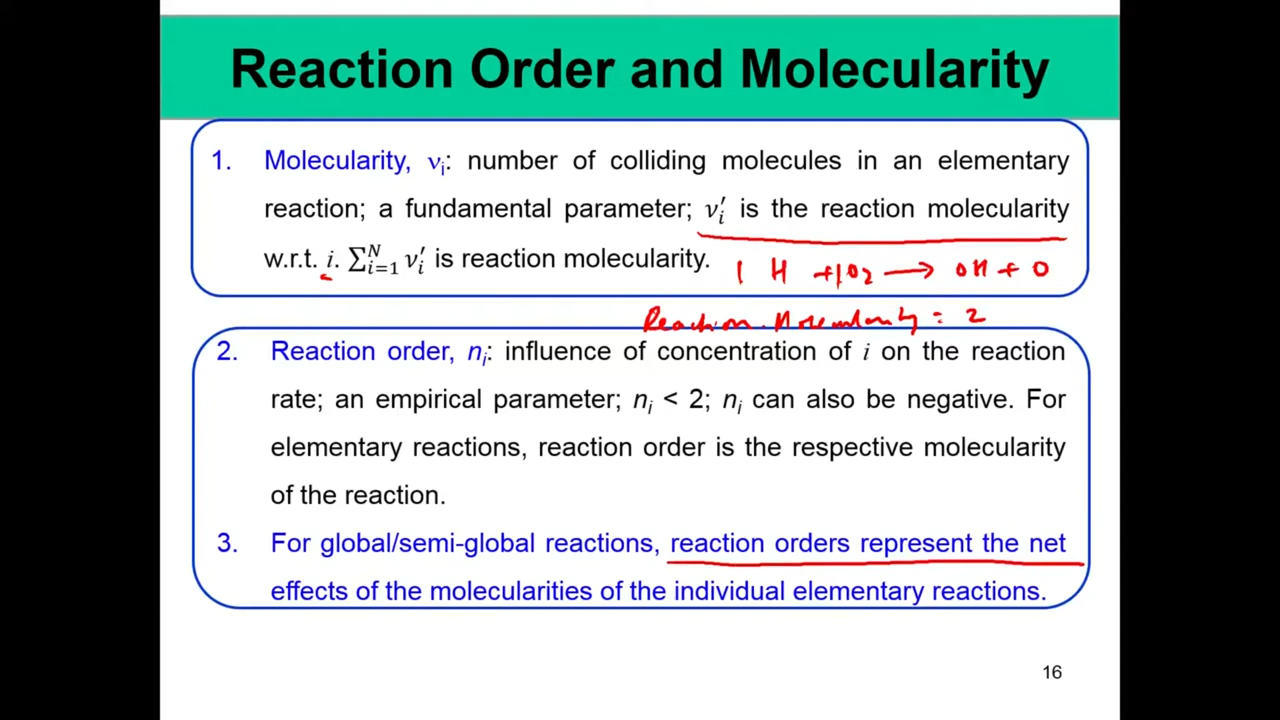 Reaction Order and Molecularity
1. Molecularity, νᵢ: number of colliding molecules in an elementary
reaction; a fundamental parameter; 𝜈ᵢ′ is the reaction molecularity
w.r.t. 𝑖. ∑ᵢ₌₁ᴺ 𝜈ᵢ′ is reaction molecularity.
1 H + 1O₂ ⟶ OH + O
Reaction Molecularity = 2
2. Reaction order, nᵢ: influence of concentration of 𝑖 on the reaction
rate; an empirical parameter; nᵢ < 2; nᵢ can also be negative. For
elementary reactions, reaction order is the respective molecularity
of the reaction.
3. For global/semi-global reactions, reaction orders represent the net
effects of the molecularities of the individual elementary reactions.
16